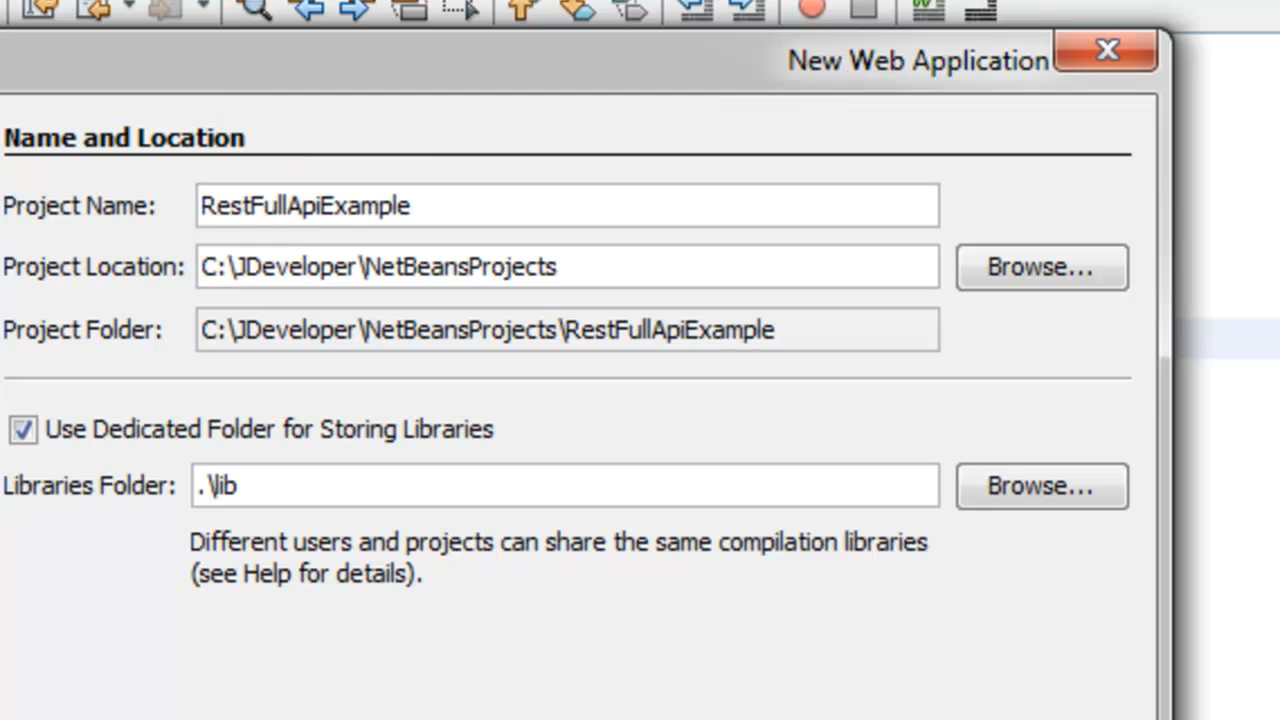 New Web Application
Name and Location
Project Name: RestFullApiExample
Project Location: C:\JDeveloper\NetBeansProjects Browse...
Project Folder: C:\JDeveloper\NetBeansProjects\RestFullApiExample
Use Dedicated Folder for Storing Libraries
Libraries Folder: .\lib Browse...
Different users and projects can share the same compilation libraries
(see Help for details).